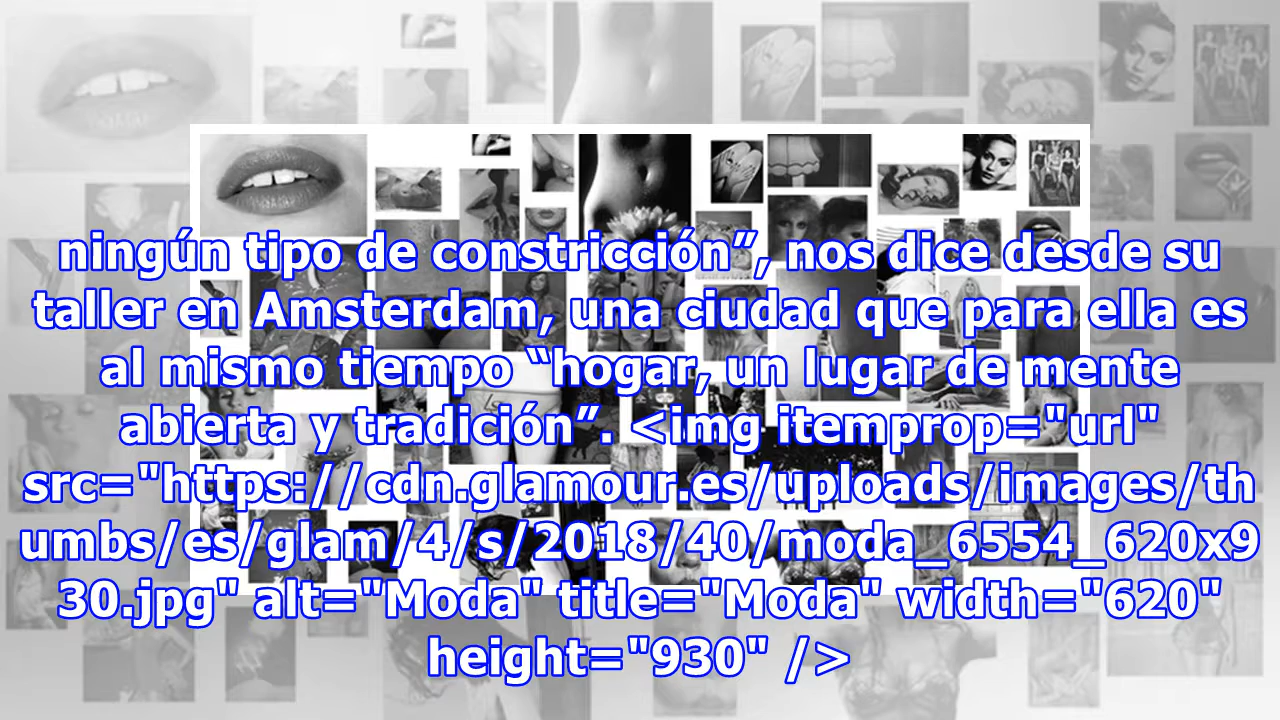 ningún tipo de constricción”, nos dice desde su
taller en Amsterdam, una ciudad que para ella es
al mismo tiempo “hogar, un lugar de mente
abierta y tradición”. <img itemprop="url"
src="https://cdn.glamour.es/uploads/images/th
umbs/es/glam/4/s/2018/40/moda_6554_620x9
30.jpg" alt="Moda" title="Moda" width="620"
height="930" />